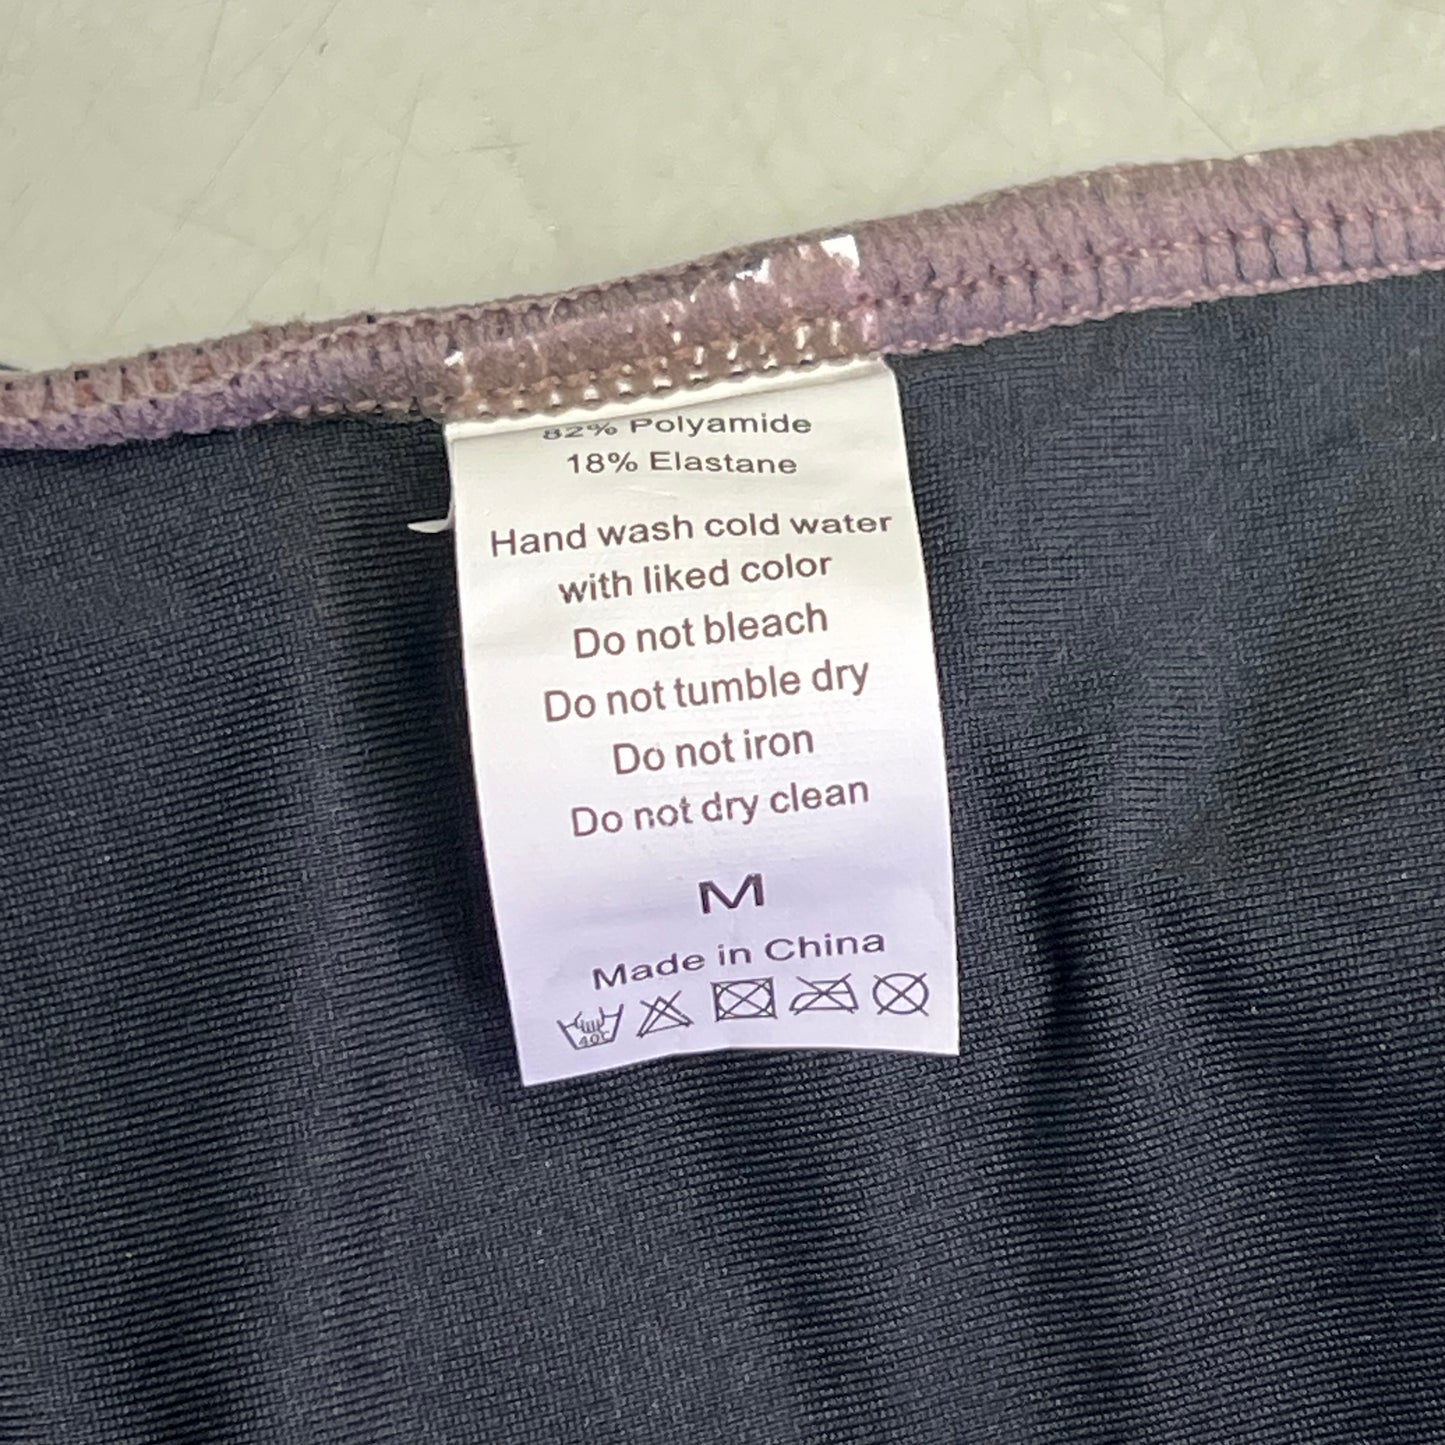 82% Polyamide
18% Elastane
Hand wash cold water
with liked color
Do not bleach
Do not tumble dry
Do not iron
Do not dry clean
M
Made in China
40C